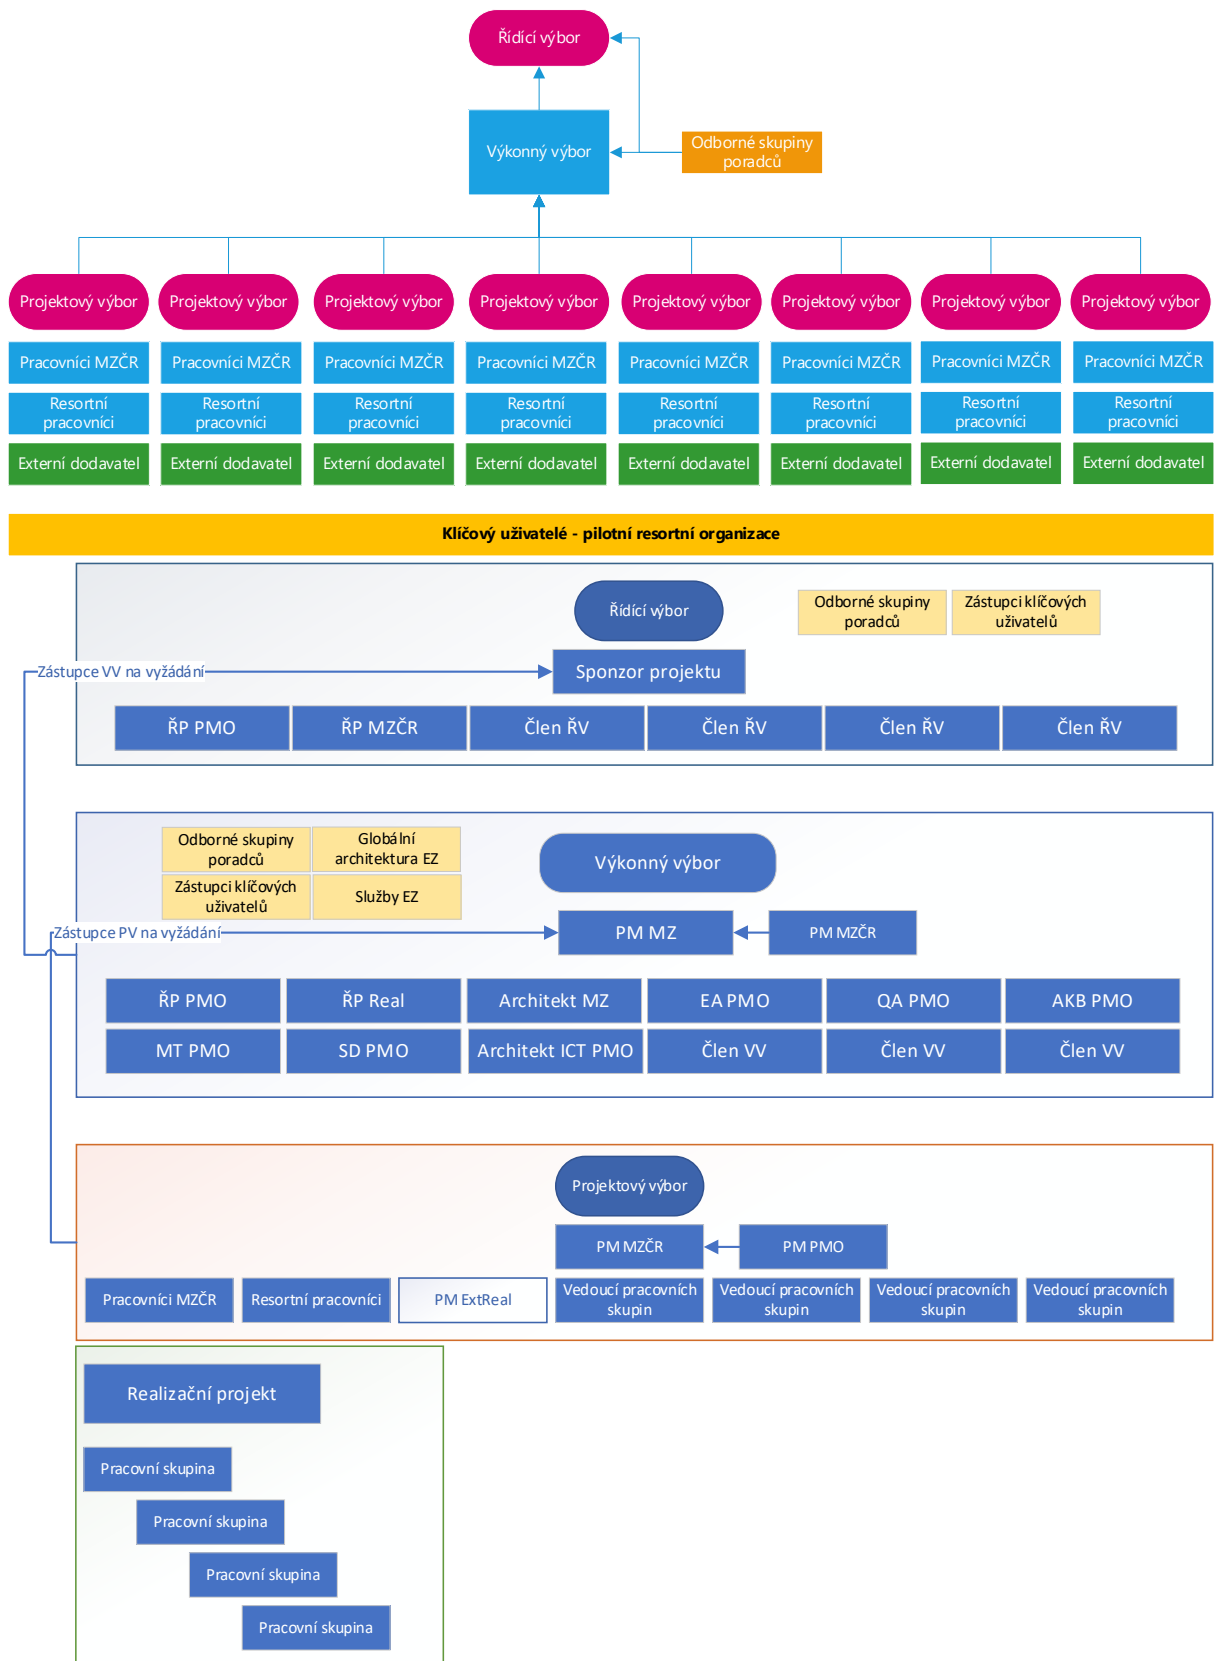 Řídící výbor
Výkonný výbor
Odborné skupiny
poradců
Projektový výbor
Projektový výbor
Projektový výbor
Projektový výbor
Projektový výbor
Projektový výbor
Projektový výbor
Projektový výbor
Pracovníci MZČR
Pracovníci MZČR
Pracovníci MZČR
Pracovníci MZČR
Pracovníci MZČR
Pracovníci MZČR
Pracovníci MZČR
Pracovníci MZČR
Resortní
pracovníci
Resortní
pracovníci
Resortní
pracovníci
Resortní
pracovníci
Resortní
pracovníci
Resortní
pracovníci
Resortní
pracovníci
Resortní
pracovníci
Externí dodavatel
Externí dodavatel
Externí dodavatel
Externí dodavatel
Externí dodavatel
Externí dodavatel
Externí dodavatel
Externí dodavatel
Klíčový uživatelé - pilotní resortní organizace
Řídící výbor
Odborné skupiny
poradců
Zástupci klíčových
uživatelů
Zástupce VV na vyžádání
Sponzor projektu
ŘP PMO
ŘP MZČR
Člen ŘV
Člen ŘV
Člen ŘV
Člen ŘV
Odborné skupiny
poradců
Globální
architektura EZ
Zástupci klíčových
uživatelů
Služby EZ
Výkonný výbor
Zástupce PV na vyžádání
PM MZ
PM MZČR
ŘP PMO
ŘP Real
Architekt MZ
EA PMO
QA PMO
AKB PMO
MT PMO
SD PMO
Architekt ICT PMO
Člen VV
Člen VV
Člen VV
Projektový výbor
PM MZČR
PM PMO
Pracovníci MZČR
Resortní pracovníci
PM ExtReal
Vedoucí pracovních
skupin
Vedoucí pracovních
skupin
Vedoucí pracovních
skupin
Vedoucí pracovních
skupin
Realizační projekt
Pracovní skupina
Pracovní skupina
Pracovní skupina
Pracovní skupina